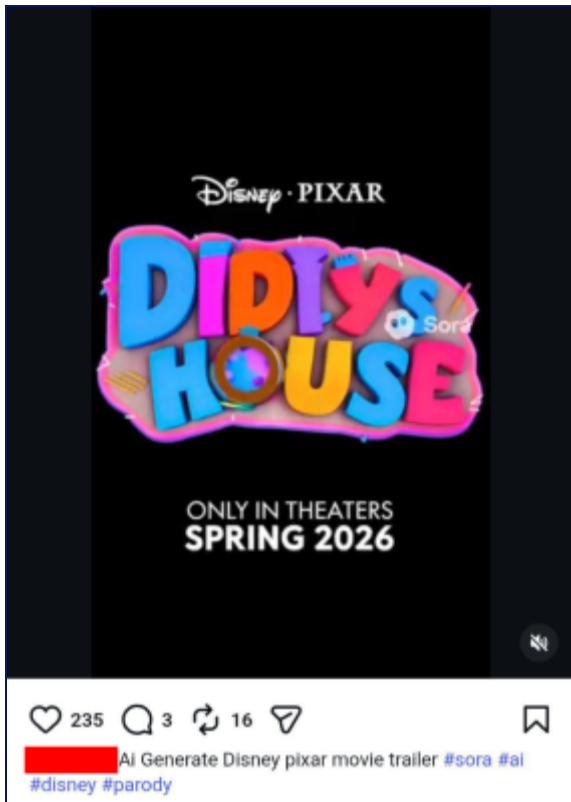 Disney · PIXAR
DIDLYS
Sora
HOUSE
ONLY IN THEATERS
SPRING 2026
235 3 16
Ai Generate Disney pixar movie trailer #sora #ai
#disney #parody